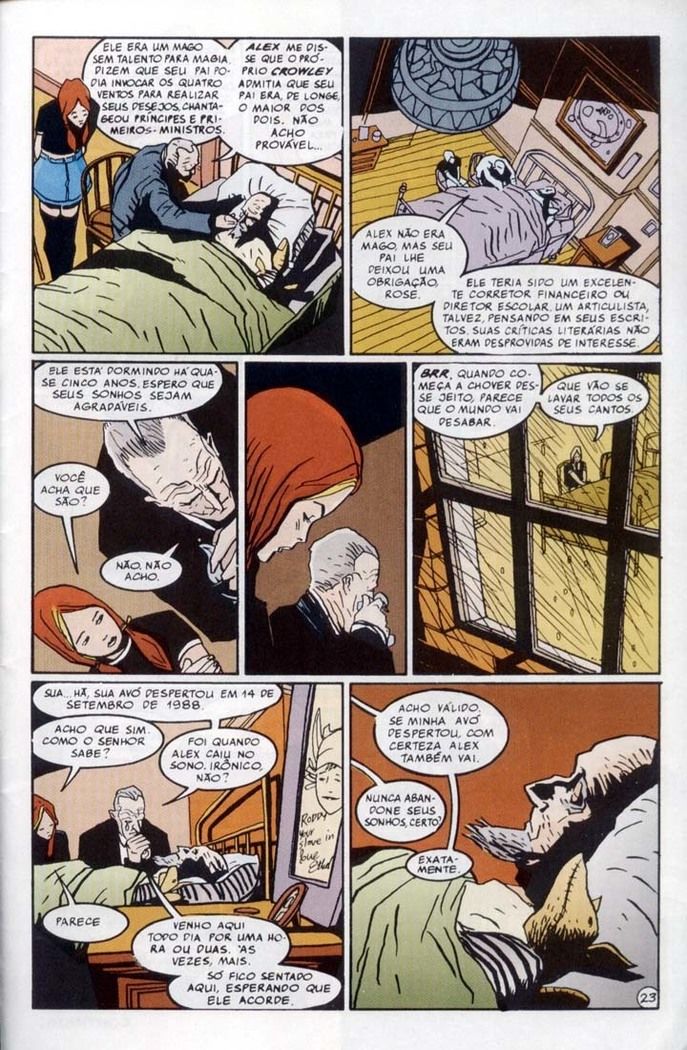 ELE ERA UM MAGO
SEM TALENTO PARA MAGIA.
DIZEM QUE SEU PAI PO-
DIA INVOCAR OS QUATRO
VENTOS PARA REALIZAR
SEUS DESEJOS, CHANTA-
GEOU PRÍNCIPES E PRI-
MEIROS-MINISTROS.
ALEX ME DIS-
SE QUE O PRÓ-
PRIO CROWLEY
ADMITIA QUE SEU
PAI ERA, DE LONGE,
O MAIOR DOS
DOIS. NÃO
ACHO
PROVÁVEL...
ALEX NÃO ERA
MAGO, MAS SEU
PAI LHE
DEIXOU UMA
OBRIGAÇÃO,
ROSE.
ELE TERIA SIDO UM EXCELEN-
TE CORRETOR FINANCEIRO OU
DIRETOR ESCOLAR. UM ARTICULISTA,
TALVEZ, PENSANDO EM SEUS ESCRI-
TOS. SUAS CRÍTICAS LITERÁRIAS NÃO
ERAM DESPROVIDAS DE INTERESSE.
ELE ESTÁ DORMINDO HÁ QUA-
SE CINCO ANOS. ESPERO QUE
SEUS SONHOS SEJAM
AGRADÁVEIS.
VOCÊ
ACHA QUE
SÃO?
NÃO. NÃO
ACHO.
BRR. QUANDO CO-
MEÇA A CHOVER DES-
SE JEITO, PARECE
QUE O MUNDO VAI
DESABAR.
QUE VÃO SE
LAVAR TODOS OS
SEUS CANTOS.
SUA... HÃ, SUA AVÓ DESPERTOU EM 14 DE
SETEMBRO DE 1988.
ACHO QUE SIM.
COMO O SENHOR
SABE?
FOI QUANDO
ALEX CAIU NO
SONO. IRÔNICO,
NÃO?
RODDY
your
slave in
love
Ethel
PARECE
VENHO AQUI
TODO DIA POR UMA HO-
RA OU DUAS. ÀS
VEZES, MAIS.
SÓ FICO SENTADO
AQUI, ESPERANDO QUE
ELE ACORDE.
ACHO VÁLIDO.
SE MINHA AVÓ
DESPERTOU, COM
CERTEZA ALEX
TAMBÉM VAI.
NUNCA ABAN-
DONE SEUS
SONHOS, CERTO?
EXATA-
MENTE.
23